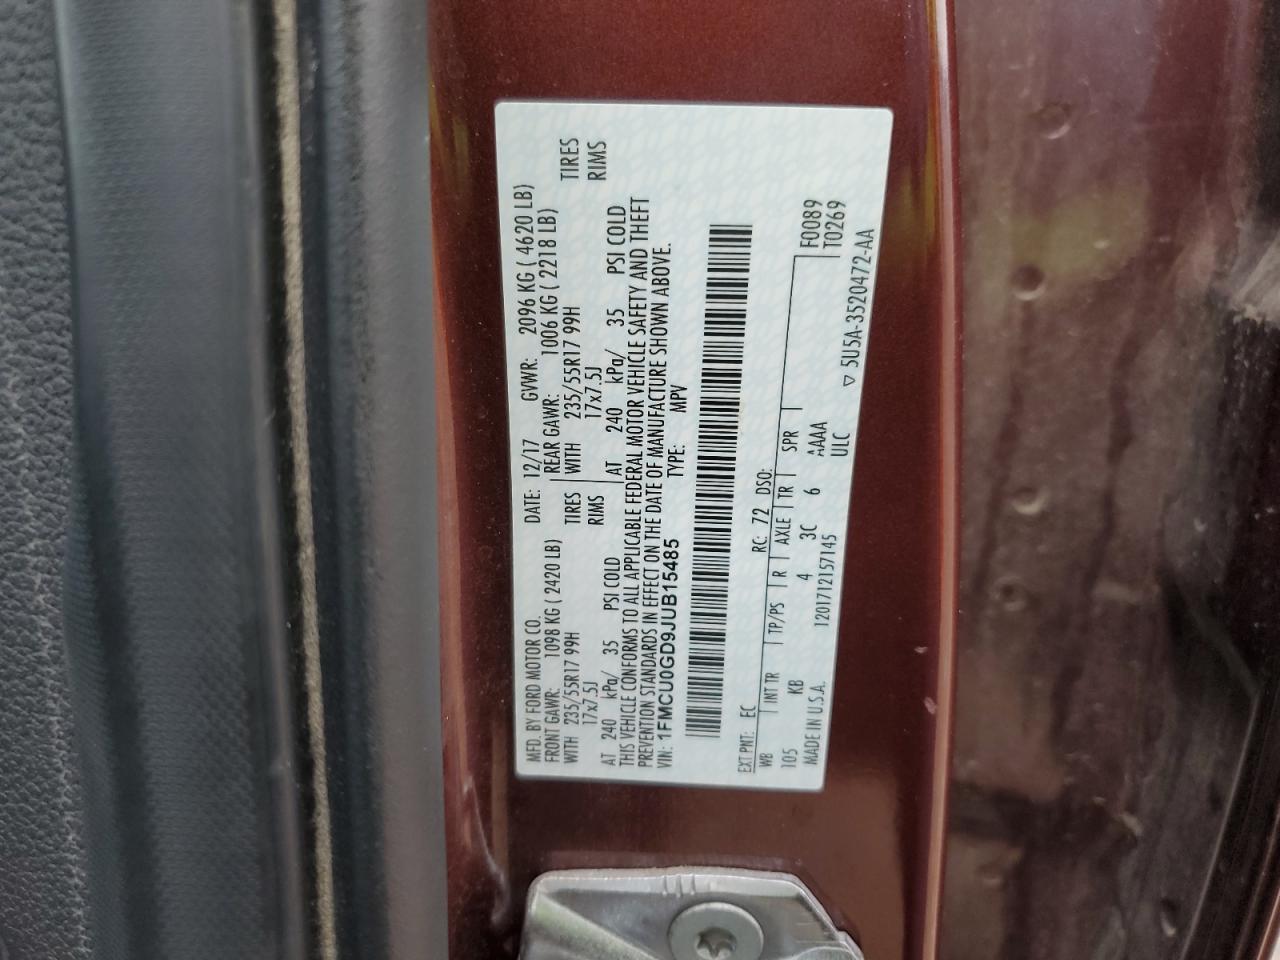 MFD. BY FORD MOTOR CO. DATE: 12/17 GVWR: 2096 KG ( 4620 LB)
FRONT GAWR: 1098 KG ( 2420 LB) REAR GAWR: 1006 KG ( 2218 LB)
WITH 235/55R17 99H TIRES WITH 235/55R17 99H TIRES
17x7.5J RIMS 17x7.5J RIMS
AT 240 kPa/ 35 PSI COLD AT 240 kPa/ 35 PSI COLD
THIS VEHICLE CONFORMS TO ALL APPLICABLE FEDERAL MOTOR VEHICLE SAFETY AND THEFT
PREVENTION STANDARDS IN EFFECT ON THE DATE OF MANUFACTURE SHOWN ABOVE.
VIN: 1FMCU0GD9JUB15485 TYPE: MPV
EXT PNT: EC RC: 72 DSO:
WB INT TR TP/PS R AXLE TR SPR F0089
105 KB 4 3C 6 AAAA T0269
MADE IN U.S.A. 1201712157145 ULC
▽ 5U5A-3520472-AA